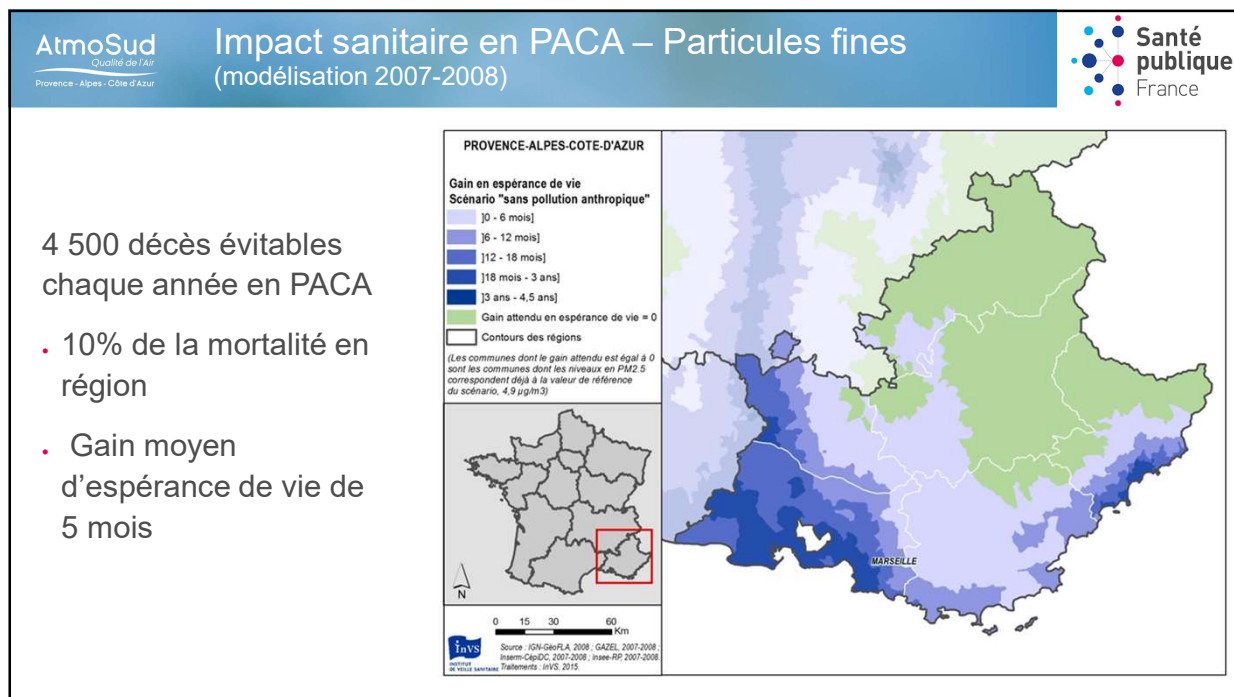 AtmoSud
Qualité de l'Air
Provence - Alpes - Côte d'Azur
Impact sanitaire en PACA – Particules fines
(modélisation 2007-2008)
Santé
publique
France
4 500 décès évitables
chaque année en PACA
• 10% de la mortalité en
région
• Gain moyen
d'espérance de vie de
5 mois
PROVENCE-ALPES-COTE-D'AZUR
Gain en espérance de vie
Scénario "sans pollution anthropique"
]0 - 6 mois]
]6 - 12 mois]
]12 - 18 mois]
]18 mois - 3 ans]
]3 ans - 4,5 ans]
Gain attendu en espérance de vie = 0
Contours des régions
(Les communes dont le gain attendu est égal à 0
sont les communes dont les niveaux en PM2.5
correspondent déjà à la valeur de référence
du scénario, 4,9 µg/m3)
N
0 15 30 60
Km
InVS
INSTITUT
DE VEILLE SANITAIRE
Source : IGN-GéoFLA, 2008 ; GAZEL, 2007-2008 ;
Inserm-CépiDC, 2007-2008 ; Insee-RP, 2007-2008.
Traitements : InVS, 2015.
MARSEILLE